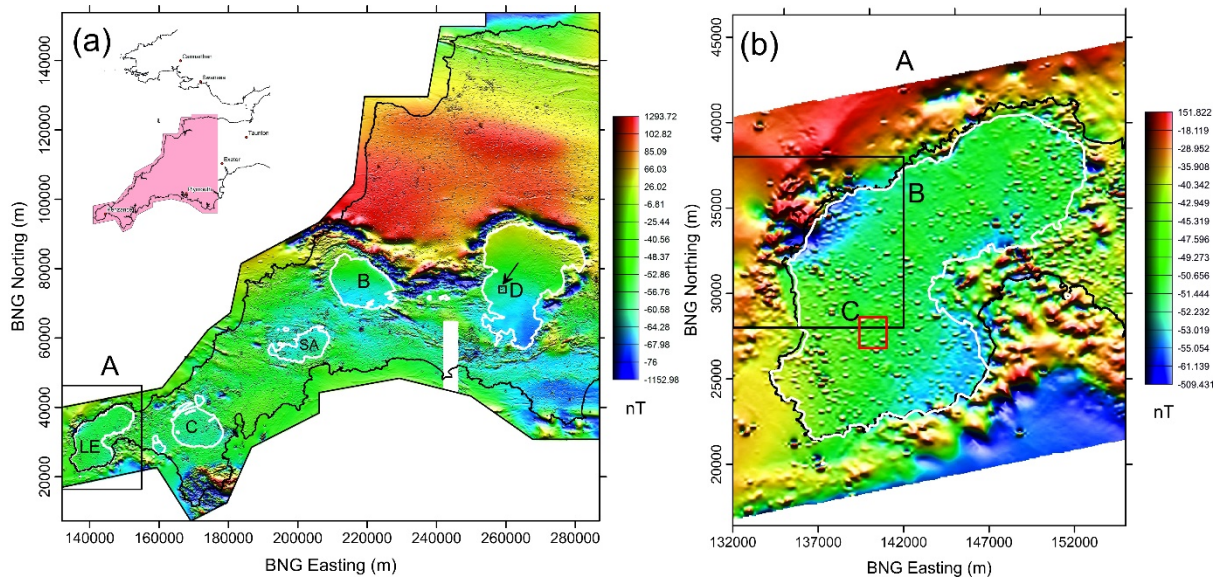 (a)
Caermarthen
Swansea
Taunton
Exeter
Plymouth
Penzance
A
LE
C
SA
B
D
BNG Norting (m)
140000
120000
100000
80000
60000
40000
20000
140000 160000 180000 200000 220000 240000 260000 280000
BNG Easting (m)
1293.72
102.82
85.09
66.03
26.02
-6.81
-24.44
-40.56
-48.37
-52.86
-56.76
-60.58
-64.28
-67.98
-76
-1152.98
nT
(b)
A
B
C
BNG Northing (m)
45000
40000
35000
30000
25000
20000
132000 137000 142000 147000 152000
BNG Easting (m)
151.822
-18.119
-28.952
-35.908
-40.342
-42.949
-45.319
-47.596
-49.273
-50.656
-51.444
-52.233
-53.019
-55.054
-61.139
-509.431
nT